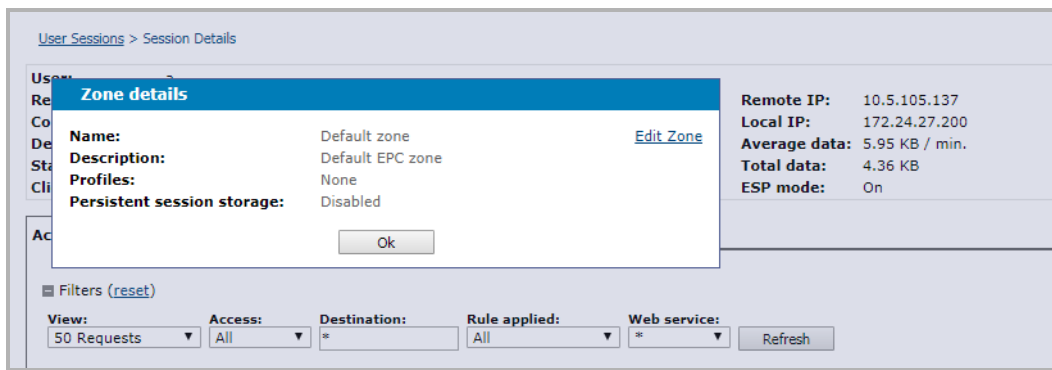 User Sessions > Session Details
Zone details
Remote IP: 10.5.105.137
Local IP: 172.24.27.200
Average data: 5.95 KB / min.
Total data: 4.36 KB
ESP mode: On
Name: Default zone Edit Zone
Description: Default EPC zone
Profiles: None
Persistent session storage: Disabled
Ok
Filters (reset)
View: Access: Destination: Rule applied: Web service:
50 Requests All * All * Refresh